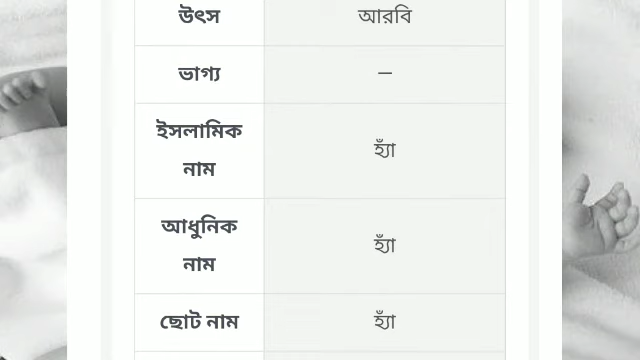 উৎস আরবি
ভাগ্য –
ইসলামিক
নাম
হ্যাঁ
আধুনিক
নাম
হ্যাঁ
ছোট নাম হ্যাঁ